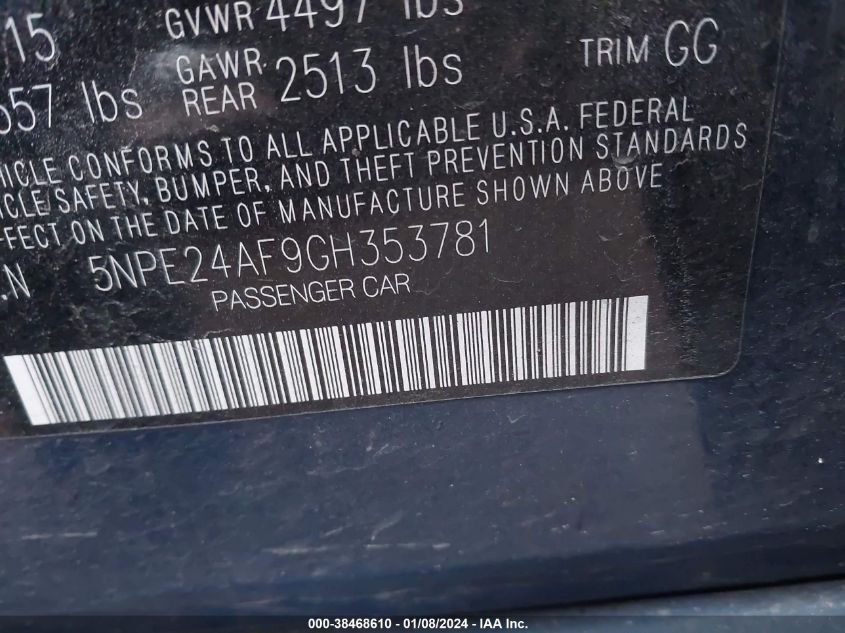 15 GVWR 4497 lbs
657 lbs GAWR REAR 2513 lbs TRIM GG
HICLE CONFORMS TO ALL APPLICABLE U.S.A. FEDERAL
ICLE SAFETY, BUMPER, AND THEFT PREVENTION STANDARDS
FFECT ON THE DATE OF MANUFACTURE SHOWN ABOVE
.N 5NPE24AF9GH353781
PASSENGER CAR
000-38468610 - 01/08/2024 - IAA Inc.